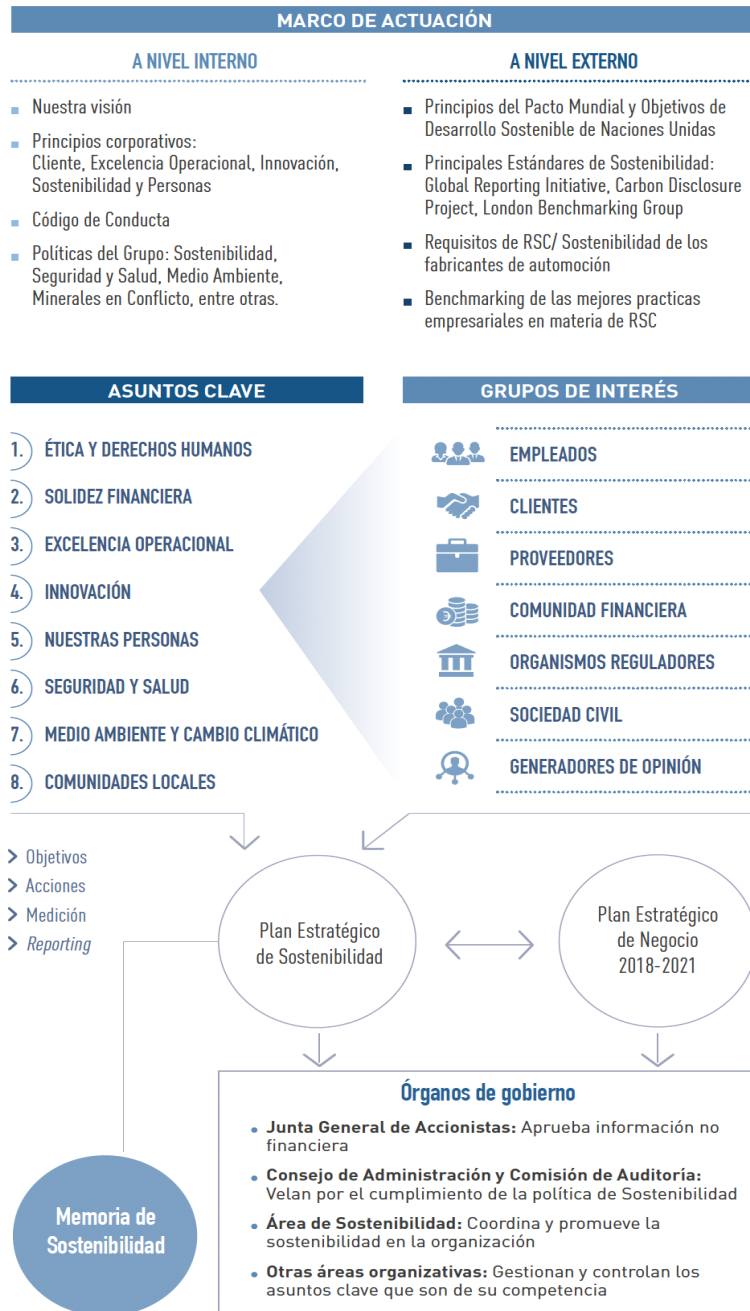 MARCO DE ACTUACIÓN
A NIVEL INTERNO
Nuestra visión
Principios corporativos:
Cliente, Excelencia Operacional, Innovación,
Sostenibilidad y Personas
Código de Conducta
Políticas del Grupo: Sostenibilidad,
Seguridad y Salud, Medio Ambiente,
Minerales en Conflicto, entre otras.
A NIVEL EXTERNO
Principios del Pacto Mundial y Objetivos de
Desarrollo Sostenible de Naciones Unidas
Principales Estándares de Sostenibilidad:
Global Reporting Initiative, Carbon Disclosure
Project, London Benchmarking Group
Requisitos de RSC/ Sostenibilidad de los
fabricantes de automoción
Benchmarking de las mejores practicas
empresariales en materia de RSC
ASUNTOS CLAVE
1. ÉTICA Y DERECHOS HUMANOS
2. SOLIDEZ FINANCIERA
3. EXCELENCIA OPERACIONAL
4. INNOVACIÓN
5. NUESTRAS PERSONAS
6. SEGURIDAD Y SALUD
7. MEDIO AMBIENTE Y CAMBIO CLIMÁTICO
8. COMUNIDADES LOCALES
GRUPOS DE INTERÉS
EMPLEADOS
CLIENTES
PROVEEDORES
COMUNIDAD FINANCIERA
ORGANISMOS REGULADORES
SOCIEDAD CIVIL
GENERADORES DE OPINIÓN
> Objetivos
> Acciones
> Medición
> Reporting
Plan Estratégico
de Sostenibilidad
Plan Estratégico
de Negocio
2018-2021
Órganos de gobierno
• Junta General de Accionistas: Aprueba información no
financiera
• Consejo de Administración y Comisión de Auditoría:
Velan por el cumplimiento de la política de Sostenibilidad
• Área de Sostenibilidad: Coordina y promueve la
sostenibilidad en la organización
• Otras áreas organizativas: Gestionan y controlan los
asuntos clave que son de su competencia
Memoria de
Sostenibilidad